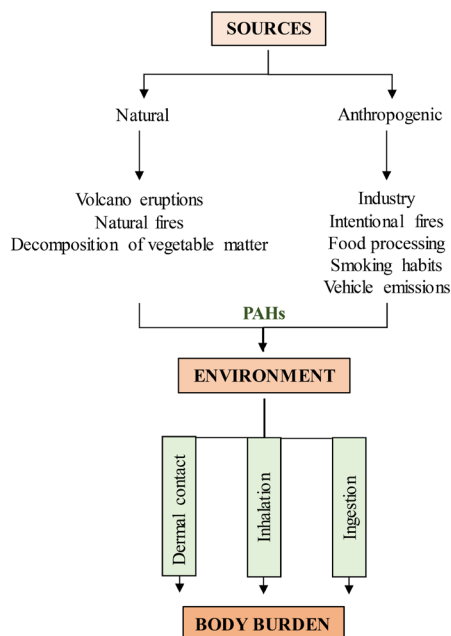 SOURCES
Natural
Anthropogenic
Volcano eruptions
Natural fires
Decomposition of vegetable matter
Industry
Intentional fires
Food processing
Smoking habits
Vehicle emissions
PAHs
ENVIRONMENT
Dermal contact
Inhalation
Ingestion
BODY BURDEN